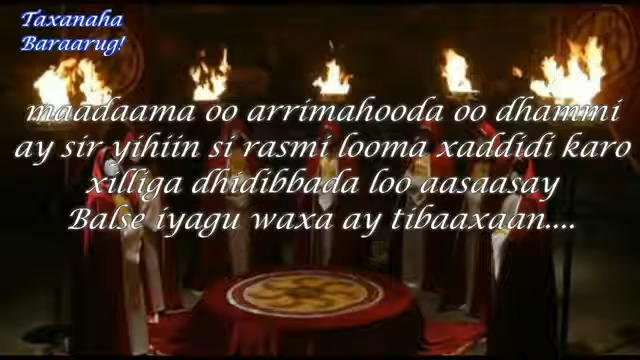 Taxanaha
Baraarug!
maadaama oo arrimahooda oo dhammi
ay sir yihiin si rasmi looma xaddidi karo
xilliga dhidibbada loo aasaasay
Balse iyagu waxa ay tibaaxaan....